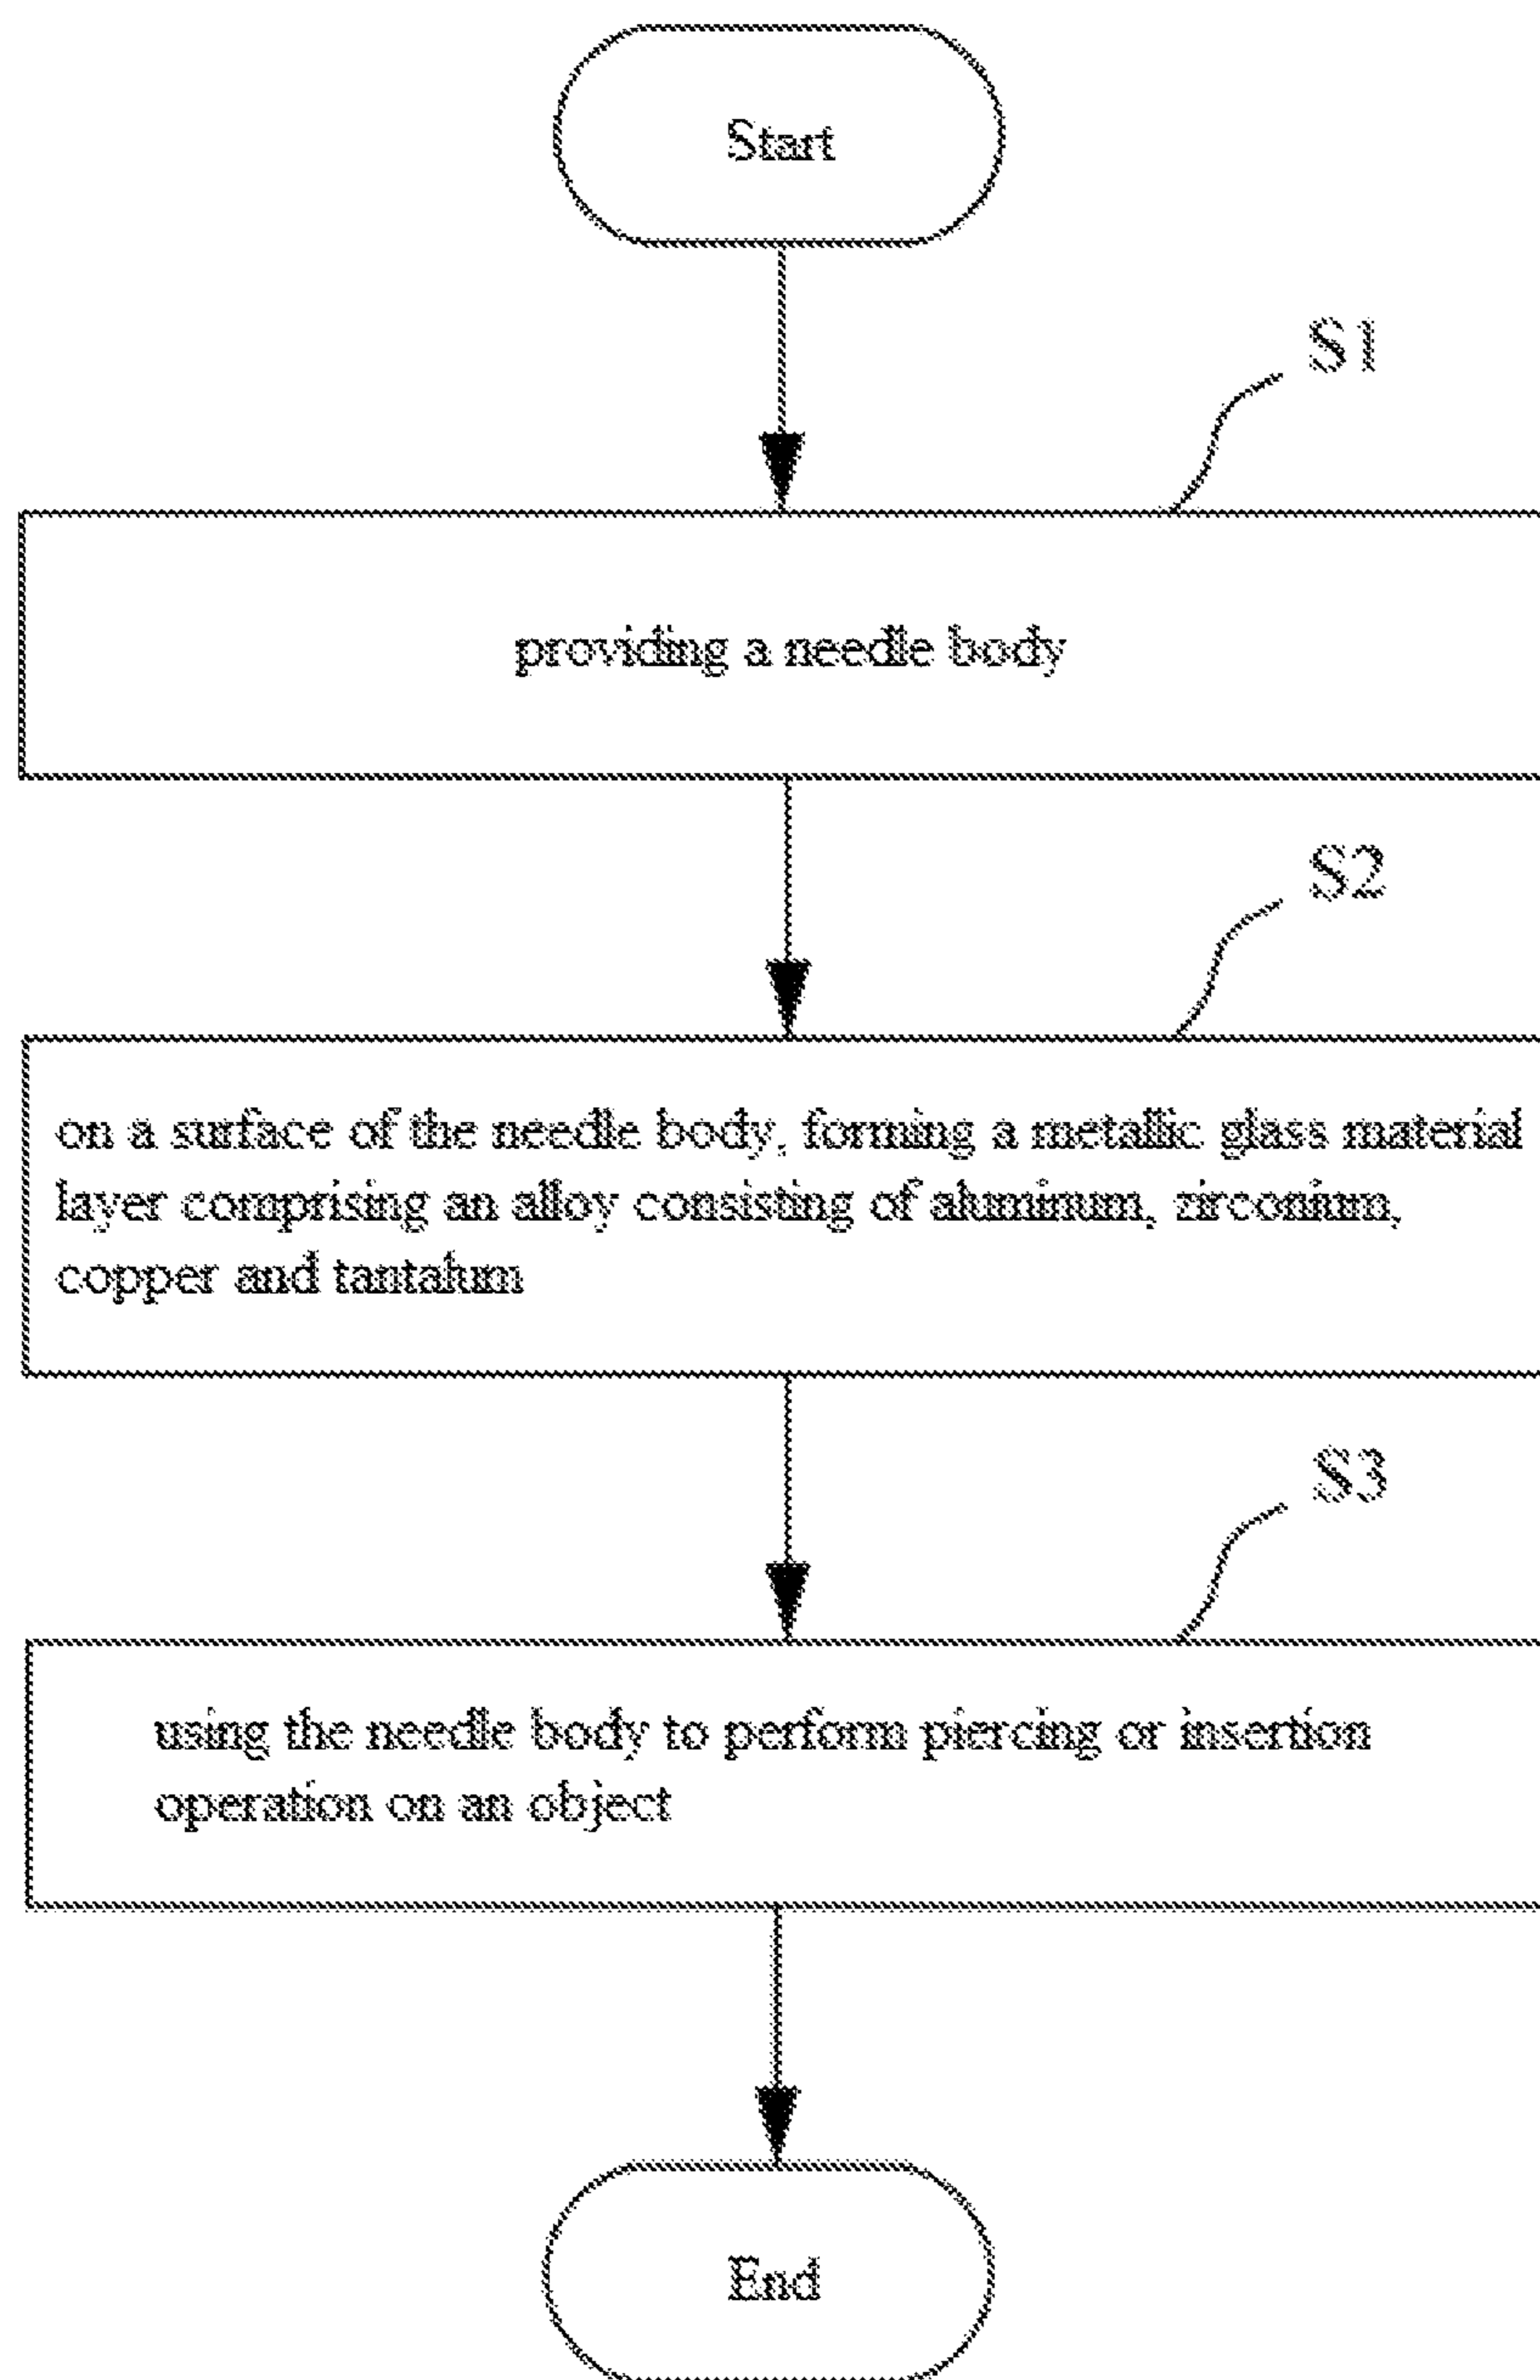 Start
S1
providing a needle body
S2
on a surface of the needle body, forming a metallic glass material
layer comprising an alloy consisting of aluminum, zirconium,
copper and tantalum
S3
using the needle body to perform piercing or insertion
operation on an object
End